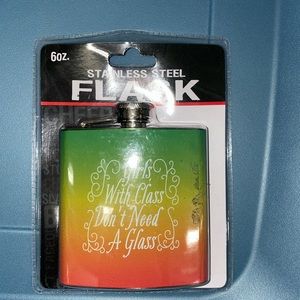 6oz.
STAINLESS STEEL
FLASK
Girls
With Class
Don't Need
A Glass